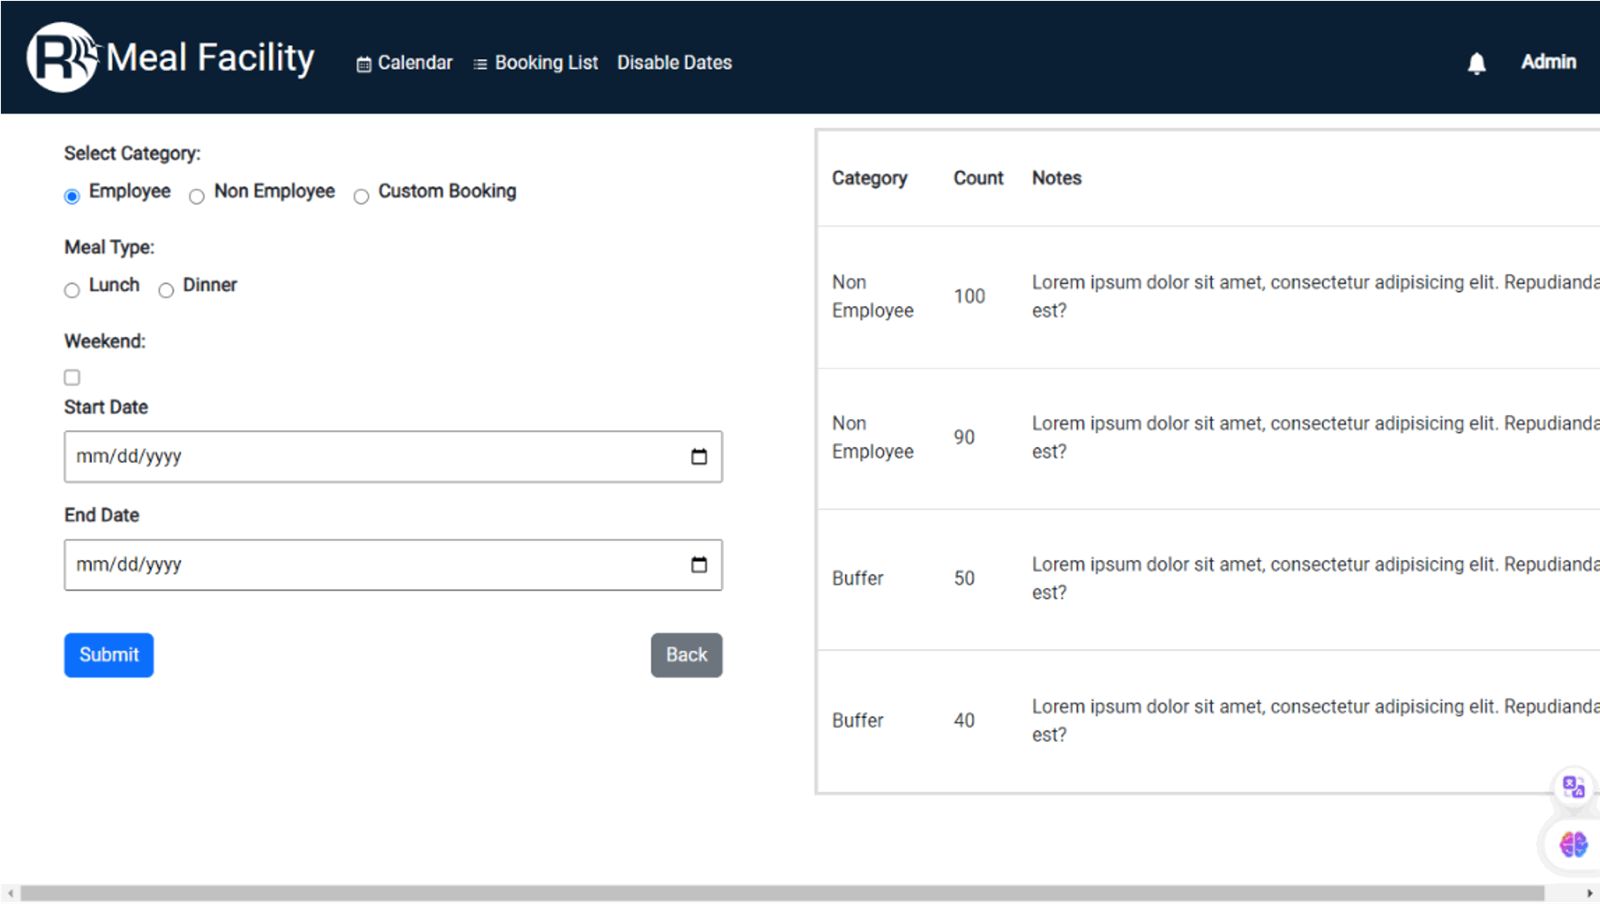 R Meal Facility Calendar Booking List Disable Dates Admin
Select Category:
Employee Non Employee Custom Booking
Meal Type:
Lunch Dinner
Weekend:
Start Date
mm/dd/yyyy
End Date
mm/dd/yyyy
Submit Back
Category Count Notes
Non Employee 100 Lorem ipsum dolor sit amet, consectetur adipisicing elit. Repudianda
est?
Non Employee 90 Lorem ipsum dolor sit amet, consectetur adipisicing elit. Repudianda
est?
Buffer 50 Lorem ipsum dolor sit amet, consectetur adipisicing elit. Repudianda
est?
Buffer 40 Lorem ipsum dolor sit amet, consectetur adipisicing elit. Repudianda
est?